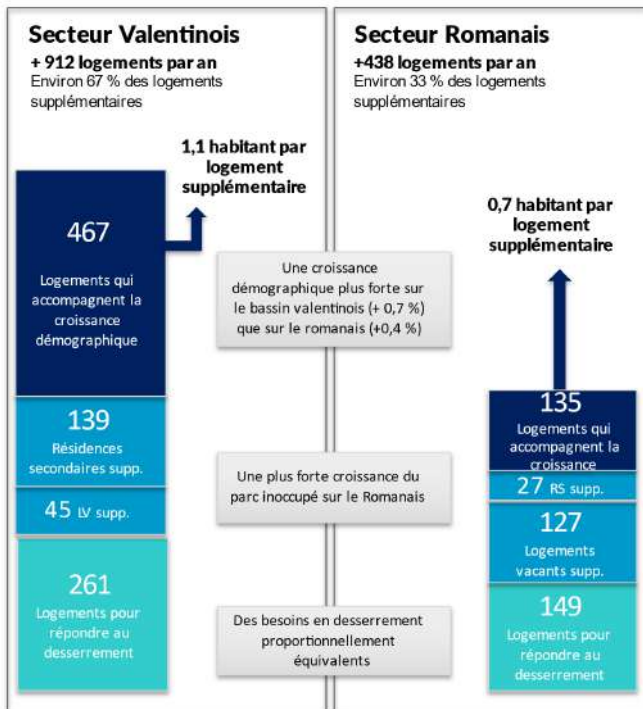 Secteur Valentinois
+ 912 logements par an
Environ 67 % des logements
supplémentaires
1,1 habitant par
logement
supplémentaire
467
Logements qui
accompagnent la
croissance
démographique
139
Résidences
secondaires supp.
45 LV supp.
261
Logements pour
répondre au
desserrement
Une croissance
démographique plus forte sur
le bassin valentinois (+ 0,7 %)
que sur le romanais (+0,4 %)
Une plus forte croissance du
parc inoccupé sur le Romanais
Des besoins en desserrement
proportionnellement
équivalents
Secteur Romanais
+438 logements par an
Environ 33 % des logements
supplémentaires
0,7 habitant par
logement
supplémentaire
135
Logements qui
accompagnent la
croissance
27 RS supp.
127
Logements
vacants supp.
149
Logements pour
répondre au
desserrement